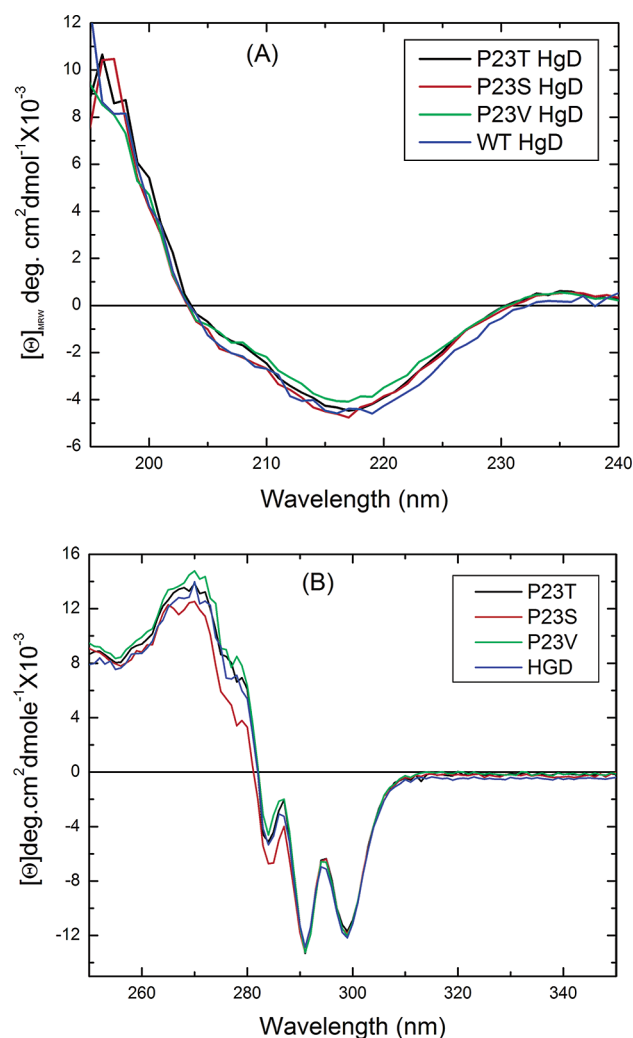 (A)
P23T HgD
P23S HgD
P23V HgD
WT HgD
12
10
8
6
4
2
0
-2
-4
-6
[Θ]MRW deg. cm²dmol⁻¹X10⁻³
200
210
220
230
240
Wavelength (nm)
(B)
P23T
P23S
P23V
HGD
16
12
8
4
0
-4
-8
-12
[Θ]deg.cm²dmole⁻¹X10⁻³
260
280
300
320
340
Wavelength (nm)